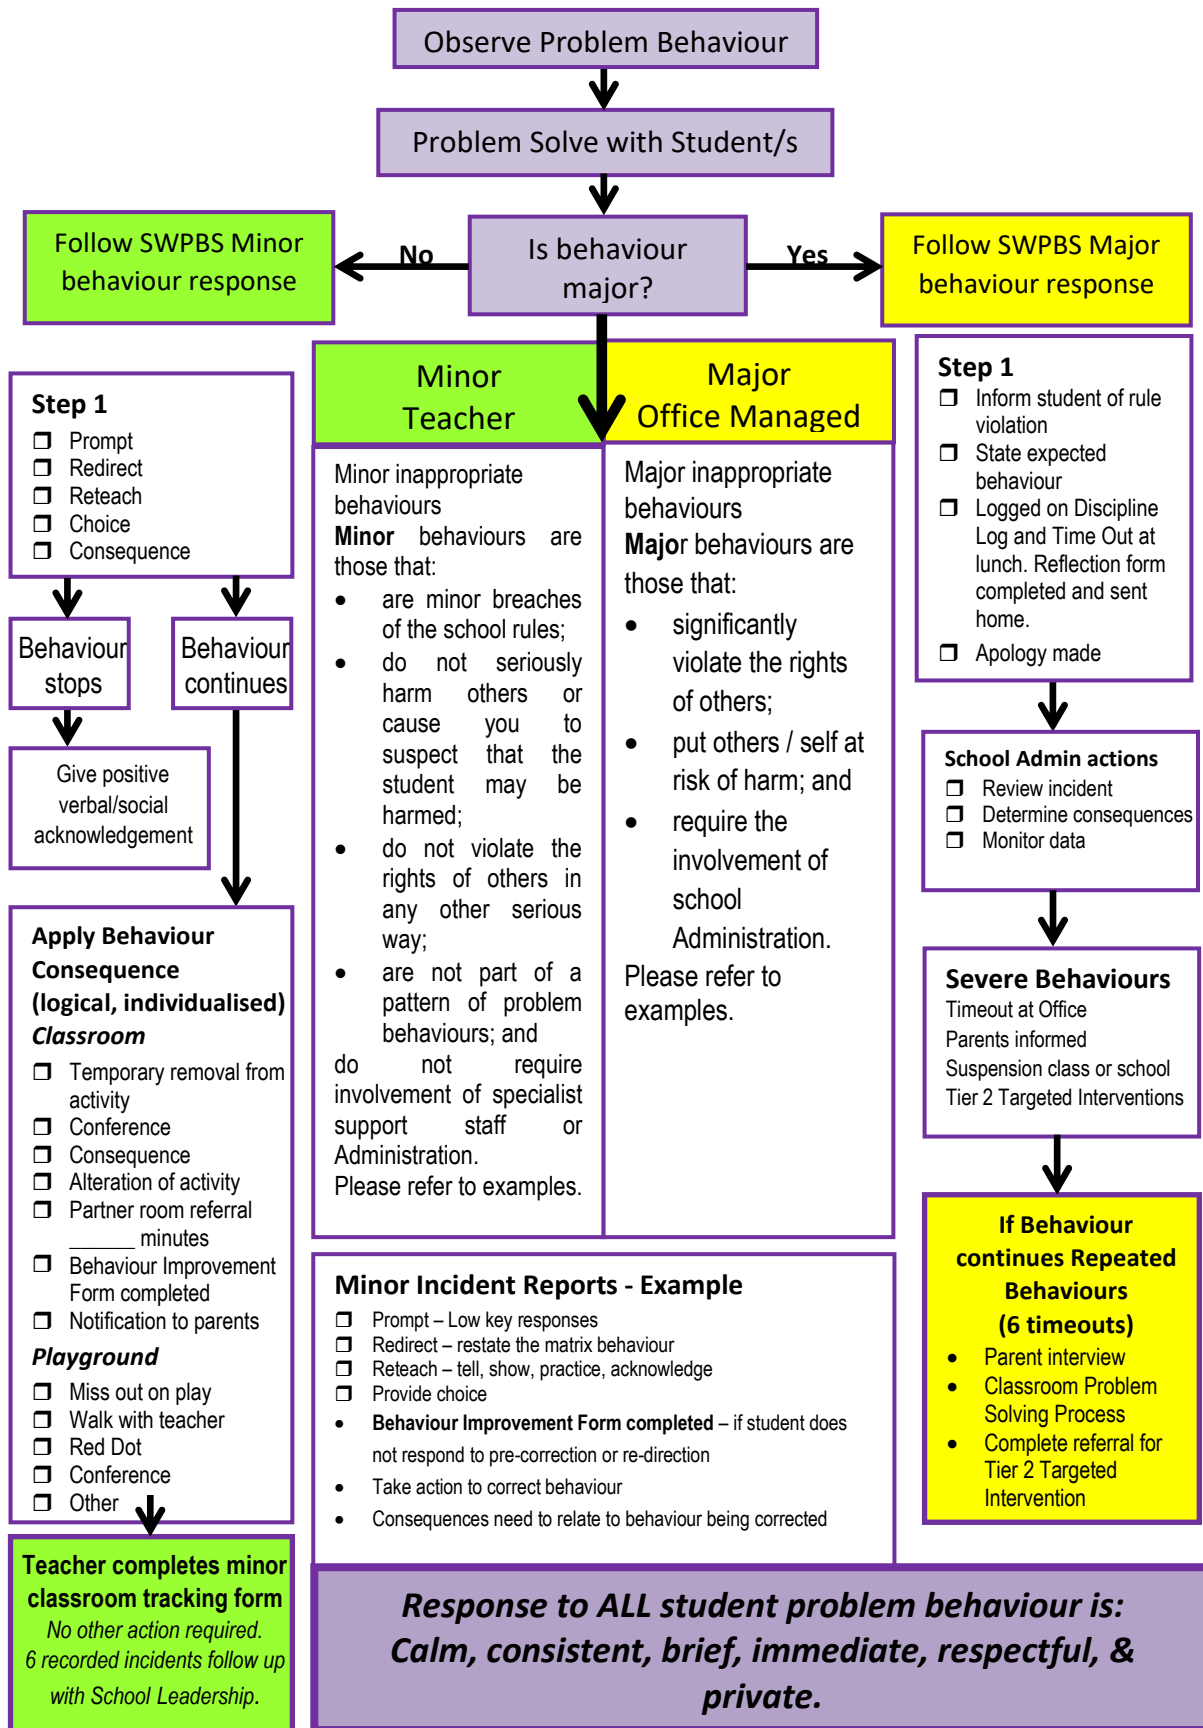 Observe Problem Behaviour
Problem Solve with Student/s
Follow SWPBS Minor
behaviour response
No
Is behaviour
major?
Yes
Follow SWPBS Major
behaviour response
Step 1
❒ Prompt
❒ Redirect
❒ Reteach
❒ Choice
❒ Consequence
Behaviour
stops
Behaviour
continues
Give positive
verbal/social
acknowledgement
Apply Behaviour
Consequence
(logical, individualised)
Classroom
❒ Temporary removal from
activity
❒ Conference
❒ Consequence
❒ Alteration of activity
❒ Partner room referral
______ minutes
❒ Behaviour Improvement
Form completed
❒ Notification to parents
Playground
❒ Miss out on play
❒ Walk with teacher
❒ Red Dot
❒ Conference
❒ Other
Teacher completes minor
classroom tracking form
No other action required.
6 recorded incidents follow up
with School Leadership.
Minor
Teacher
Minor inappropriate
behaviours
Minor behaviours are
those that:
• are minor breaches
of the school rules;
• do not seriously
harm others or
cause you to
suspect that the
student may be
harmed;
• do not violate the
rights of others in
any other serious
way;
• are not part of a
pattern of problem
behaviours; and
do not require
involvement of specialist
support staff or
Administration.
Please refer to examples.
Major
Office Managed
Major inappropriate
behaviours
Major behaviours are
those that:
• significantly
violate the rights
of others;
• put others / self at
risk of harm; and
• require the
involvement of
school
Administration.
Please refer to
examples.
Minor Incident Reports - Example
❒ Prompt – Low key responses
❒ Redirect – restate the matrix behaviour
❒ Reteach – tell, show, practice, acknowledge
❒ Provide choice
• Behaviour Improvement Form completed – if student does
not respond to pre-correction or re-direction
• Take action to correct behaviour
• Consequences need to relate to behaviour being corrected
Step 1
❒ Inform student of rule
violation
❒ State expected
behaviour
❒ Logged on Discipline
Log and Time Out at
lunch. Reflection form
completed and sent
home.
❒ Apology made
School Admin actions
❒ Review incident
❒ Determine consequences
❒ Monitor data
Severe Behaviours
Timeout at Office
Parents informed
Suspension class or school
Tier 2 Targeted Interventions
If Behaviour
continues Repeated
Behaviours
(6 timeouts)
• Parent interview
• Classroom Problem
Solving Process
• Complete referral for
Tier 2 Targeted
Intervention
Response to ALL student problem behaviour is:
Calm, consistent, brief, immediate, respectful, &
private.